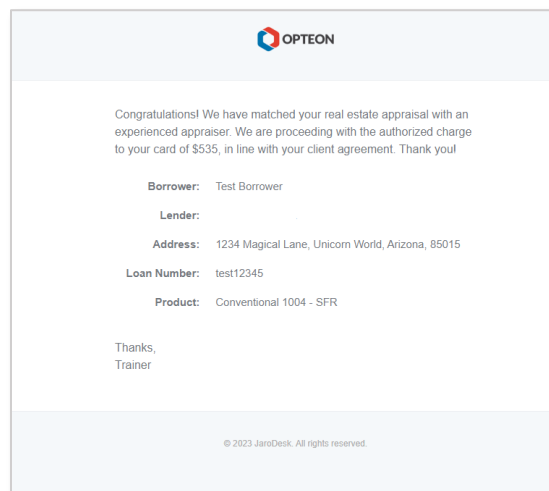 OPTEON
Congratulations! We have matched your real estate appraisal with an
experienced appraiser. We are proceeding with the authorized charge
to your card of $535, in line with your client agreement. Thank you!
Borrower: Test Borrower
Lender:
Address: 1234 Magical Lane, Unicorn World, Arizona, 85015
Loan Number: test12345
Product: Conventional 1004 - SFR
Thanks,
Trainer
© 2023 JaroDesk. All rights reserved.